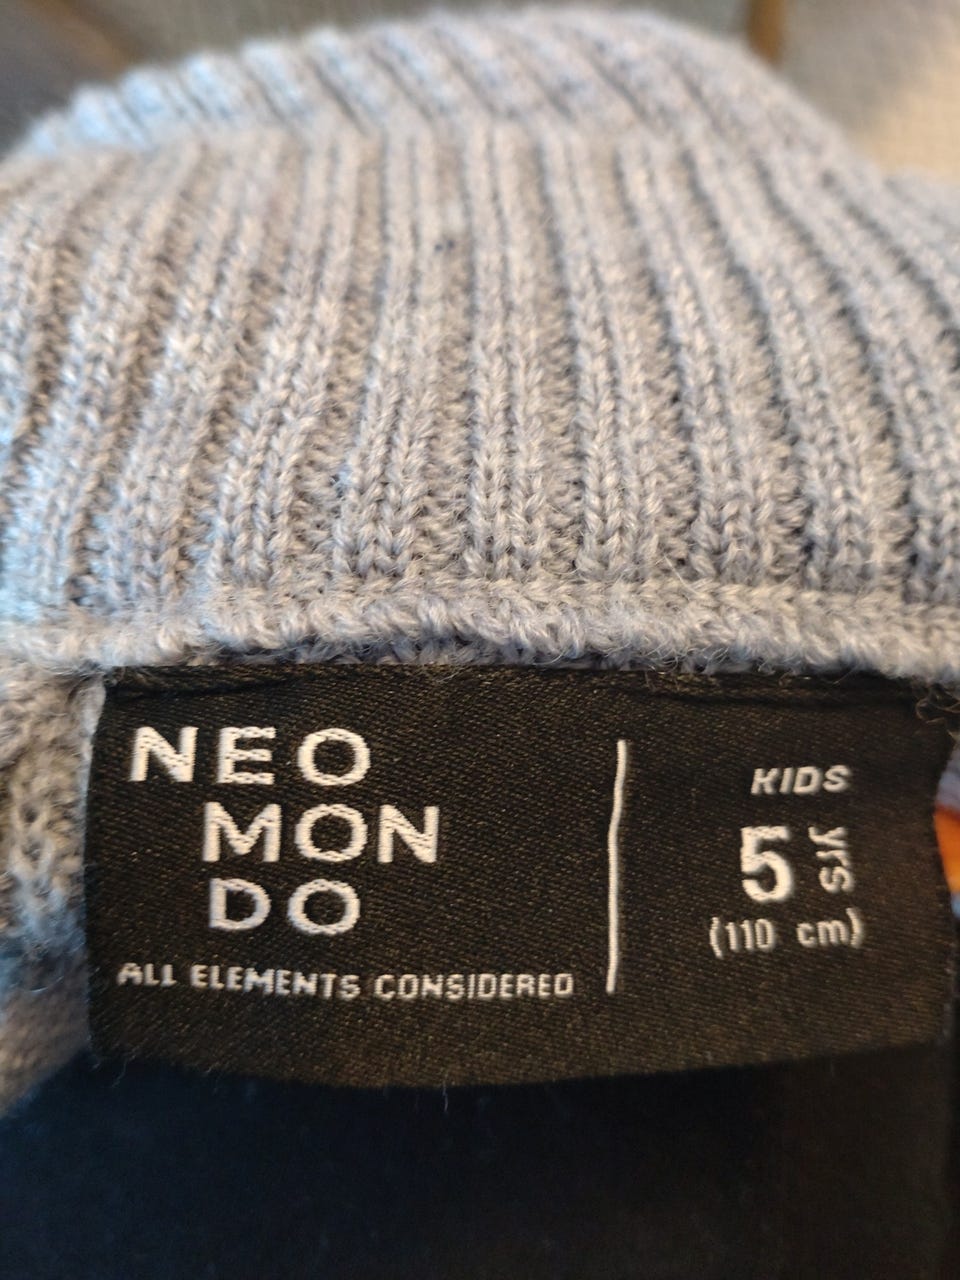 NEO
MON
DO
ALL ELEMENTS CONSIDERED
KIDS
5 yrs
(110 cm)